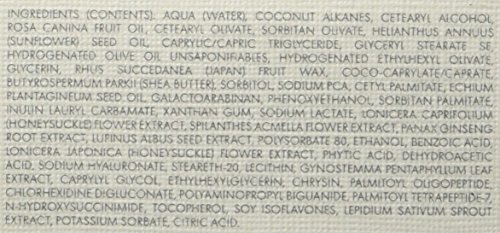 INGREDIENTS (CONTENTS). AQUA (WATER), COCONUT ALKANES, CETEARYL ALCOHOL
ROSA CANINA FRUIT OIL, CETEARYL OLIVATE, SORBITAN OLIVATE, HELIANTHUS ANNUUS
(SUNFLOWER) SEED OIL, CAPRYLIC/CAPRIC TRIGLYCERIDE, GLYCERYL STEARATE SE
HYDROGENATED OLIVE OIL UNSAPONIFIABLES, HYDROGENATED ETHYLHEXYL OLIVATE
GLYCERIN, RHUS SUCCEDANEA (JAPAN) FRUIT WAX, COCO-CAPRYLATE/CAPRATE
BUTYROSPERMUM PARKII (SHEA BUTTER), SORBITOL, SODIUM PCA, CETYL PALMITATE, ECHIUM
PLANTAGINEUM SEED OIL, GALACTOARABINAN, PHENOXYETHANOL, SORBITAN PALMITATE,
INULIN LAURYL CARBAMATE, XANTHAN GUM, SODIUM LACTATE, LONICERA CAPRIFOLIUM
(HONEYSUCKLE) FLOWER EXTRACT, SPILANTHES ACMELLA FLOWER EXTRACT, PANAX GINSENG
ROOT EXTRACT, LUPINUS ALBUS SEED EXTRACT, POLYSORBATE 80, ETHANOL, BENZOIC ACID,
LONICERA JAPONICA (HONEYSUCKLE) FLOWER EXTRACT, PHYTIC ACID, DEHYDROACETIC
ACID, SODIUM HYALURONATE, STEARETH-20, LECITHIN, GYNOSTEMMA PENTAPHYLLUM LEAF
EXTRACT, CAPRYLYL GLYCOL ETHYLHEXYLGLYCERIN, CHRYSIN, PALMITOYL OLIGOPEPTIDE,
CHLORHEXIDINE DIGLUCONATE, POLYAMINOPROPYL BIGUANIDE, PALMITOYL TETRAPEPTIDE-7,
N-HYDROXYSUCCINIMIDE, TOCOPHEROL, SOY ISOFLAVONES, LEPIDIUM SATIVUM SPROUT
EXTRACT, POTASSIUM SORBATE, CITRIC ACID.